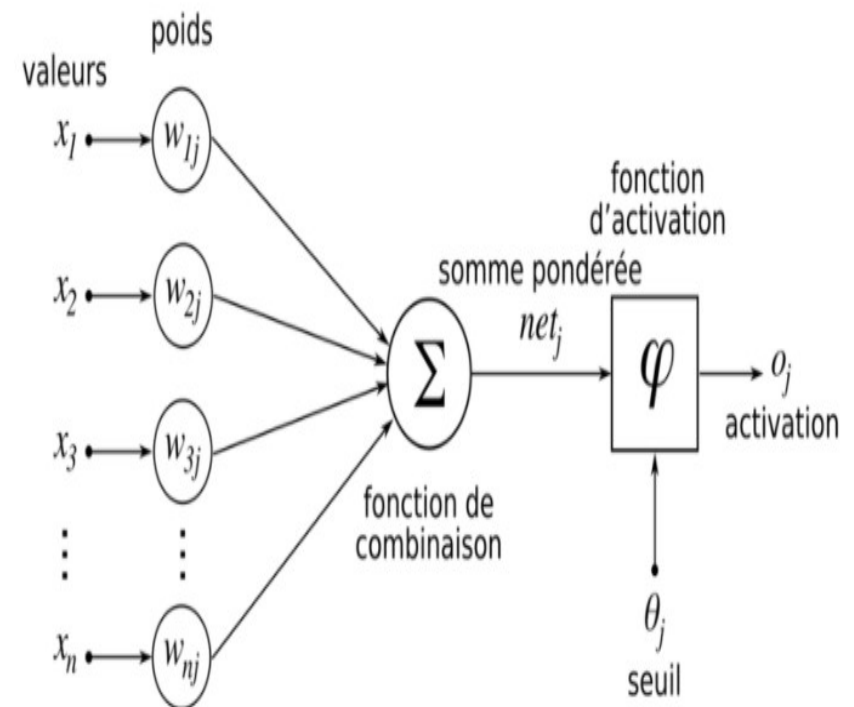 poids
valeurs
x1
w1j
fonction
d'activation
x2
w2j
somme pondérée
netj
Σ
φ
oj
activation
x3
w3j
fonction de
combinaison
⋮ ⋮
θj
xn
wnj
seuil